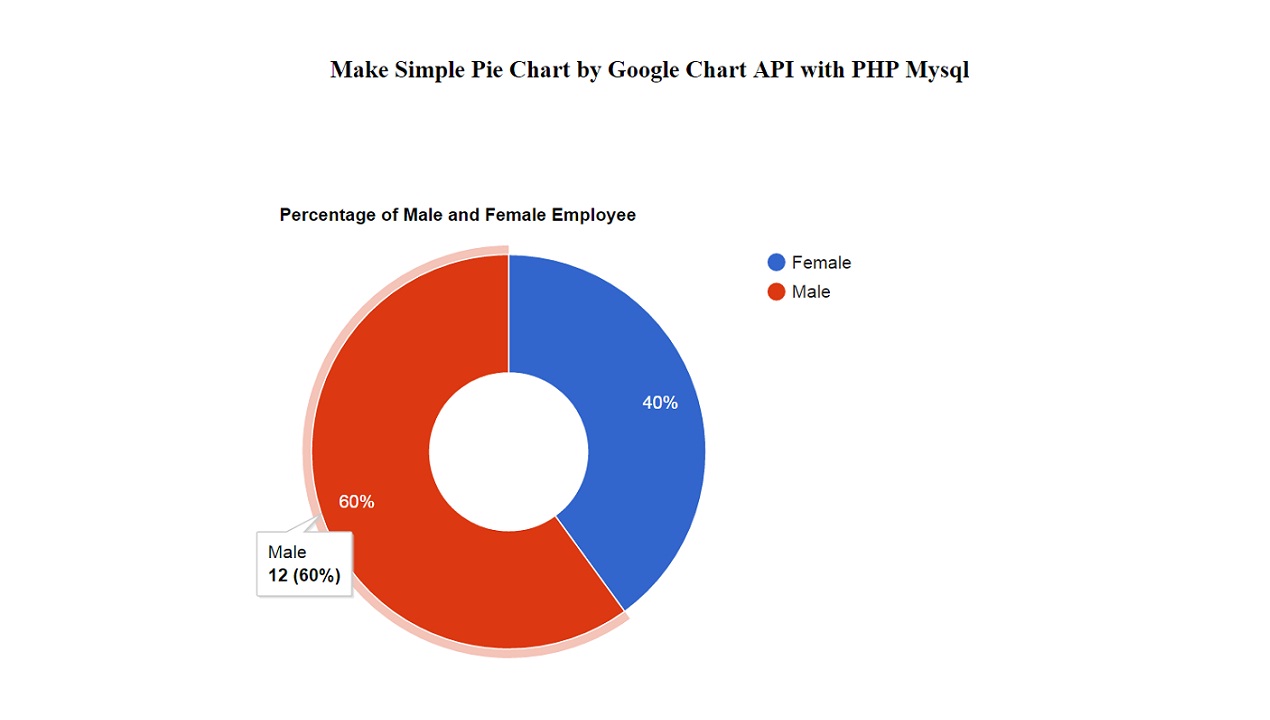 Make Simple Pie Chart by Google Chart API with PHP Mysql
Percentage of Male and Female Employee
Female
Male
40%
60%
Male
12 (60%)